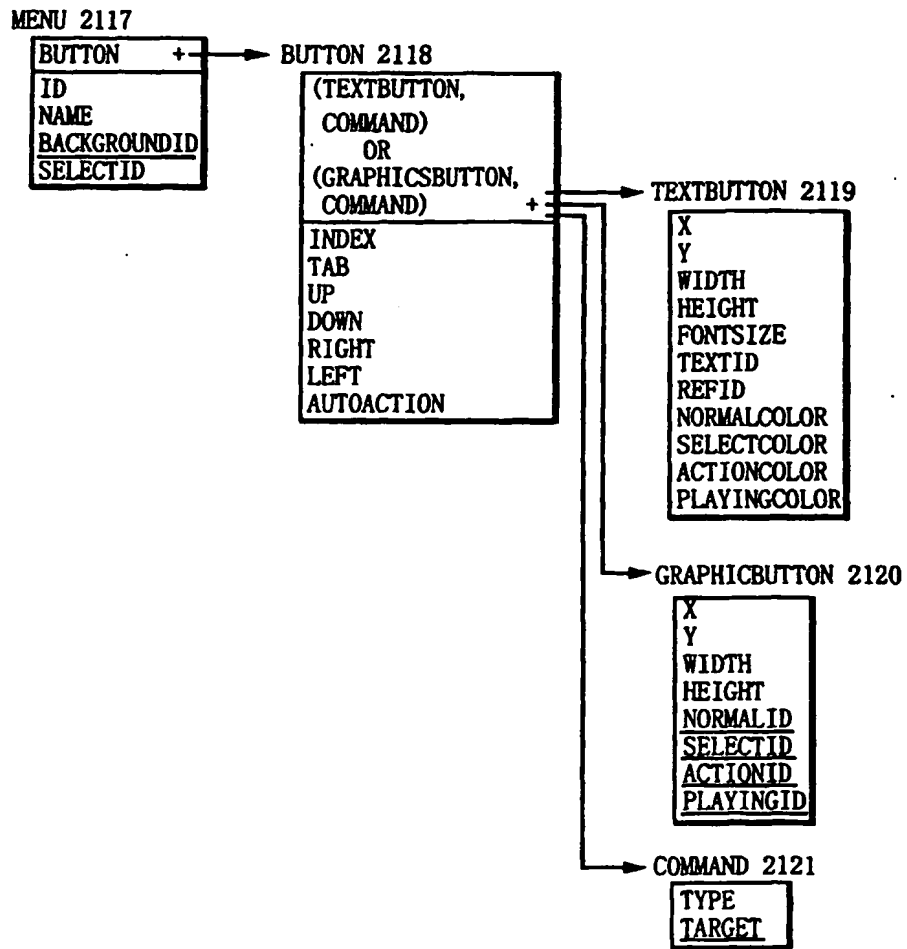 MENU 2117
BUTTON +
ID
NAME
BACKGROUNDID
SELECTID
BUTTON 2118
(TEXTBUTTON,
COMMAND)
OR
(GRAPHICSBUTTON,
COMMAND) +
INDEX
TAB
UP
DOWN
RIGHT
LEFT
AUTOACTION
TEXTBUTTON 2119
X
Y
WIDTH
HEIGHT
FONTSIZE
TEXTID
REFID
NORMALCOLOR
SELECTCOLOR
ACTIONCOLOR
PLAYINGCOLOR
GRAPHICBUTTON 2120
X
Y
WIDTH
HEIGHT
NORMALID
SELECTID
ACTIONID
PLAYINGID
COMMAND 2121
TYPE
TARGET